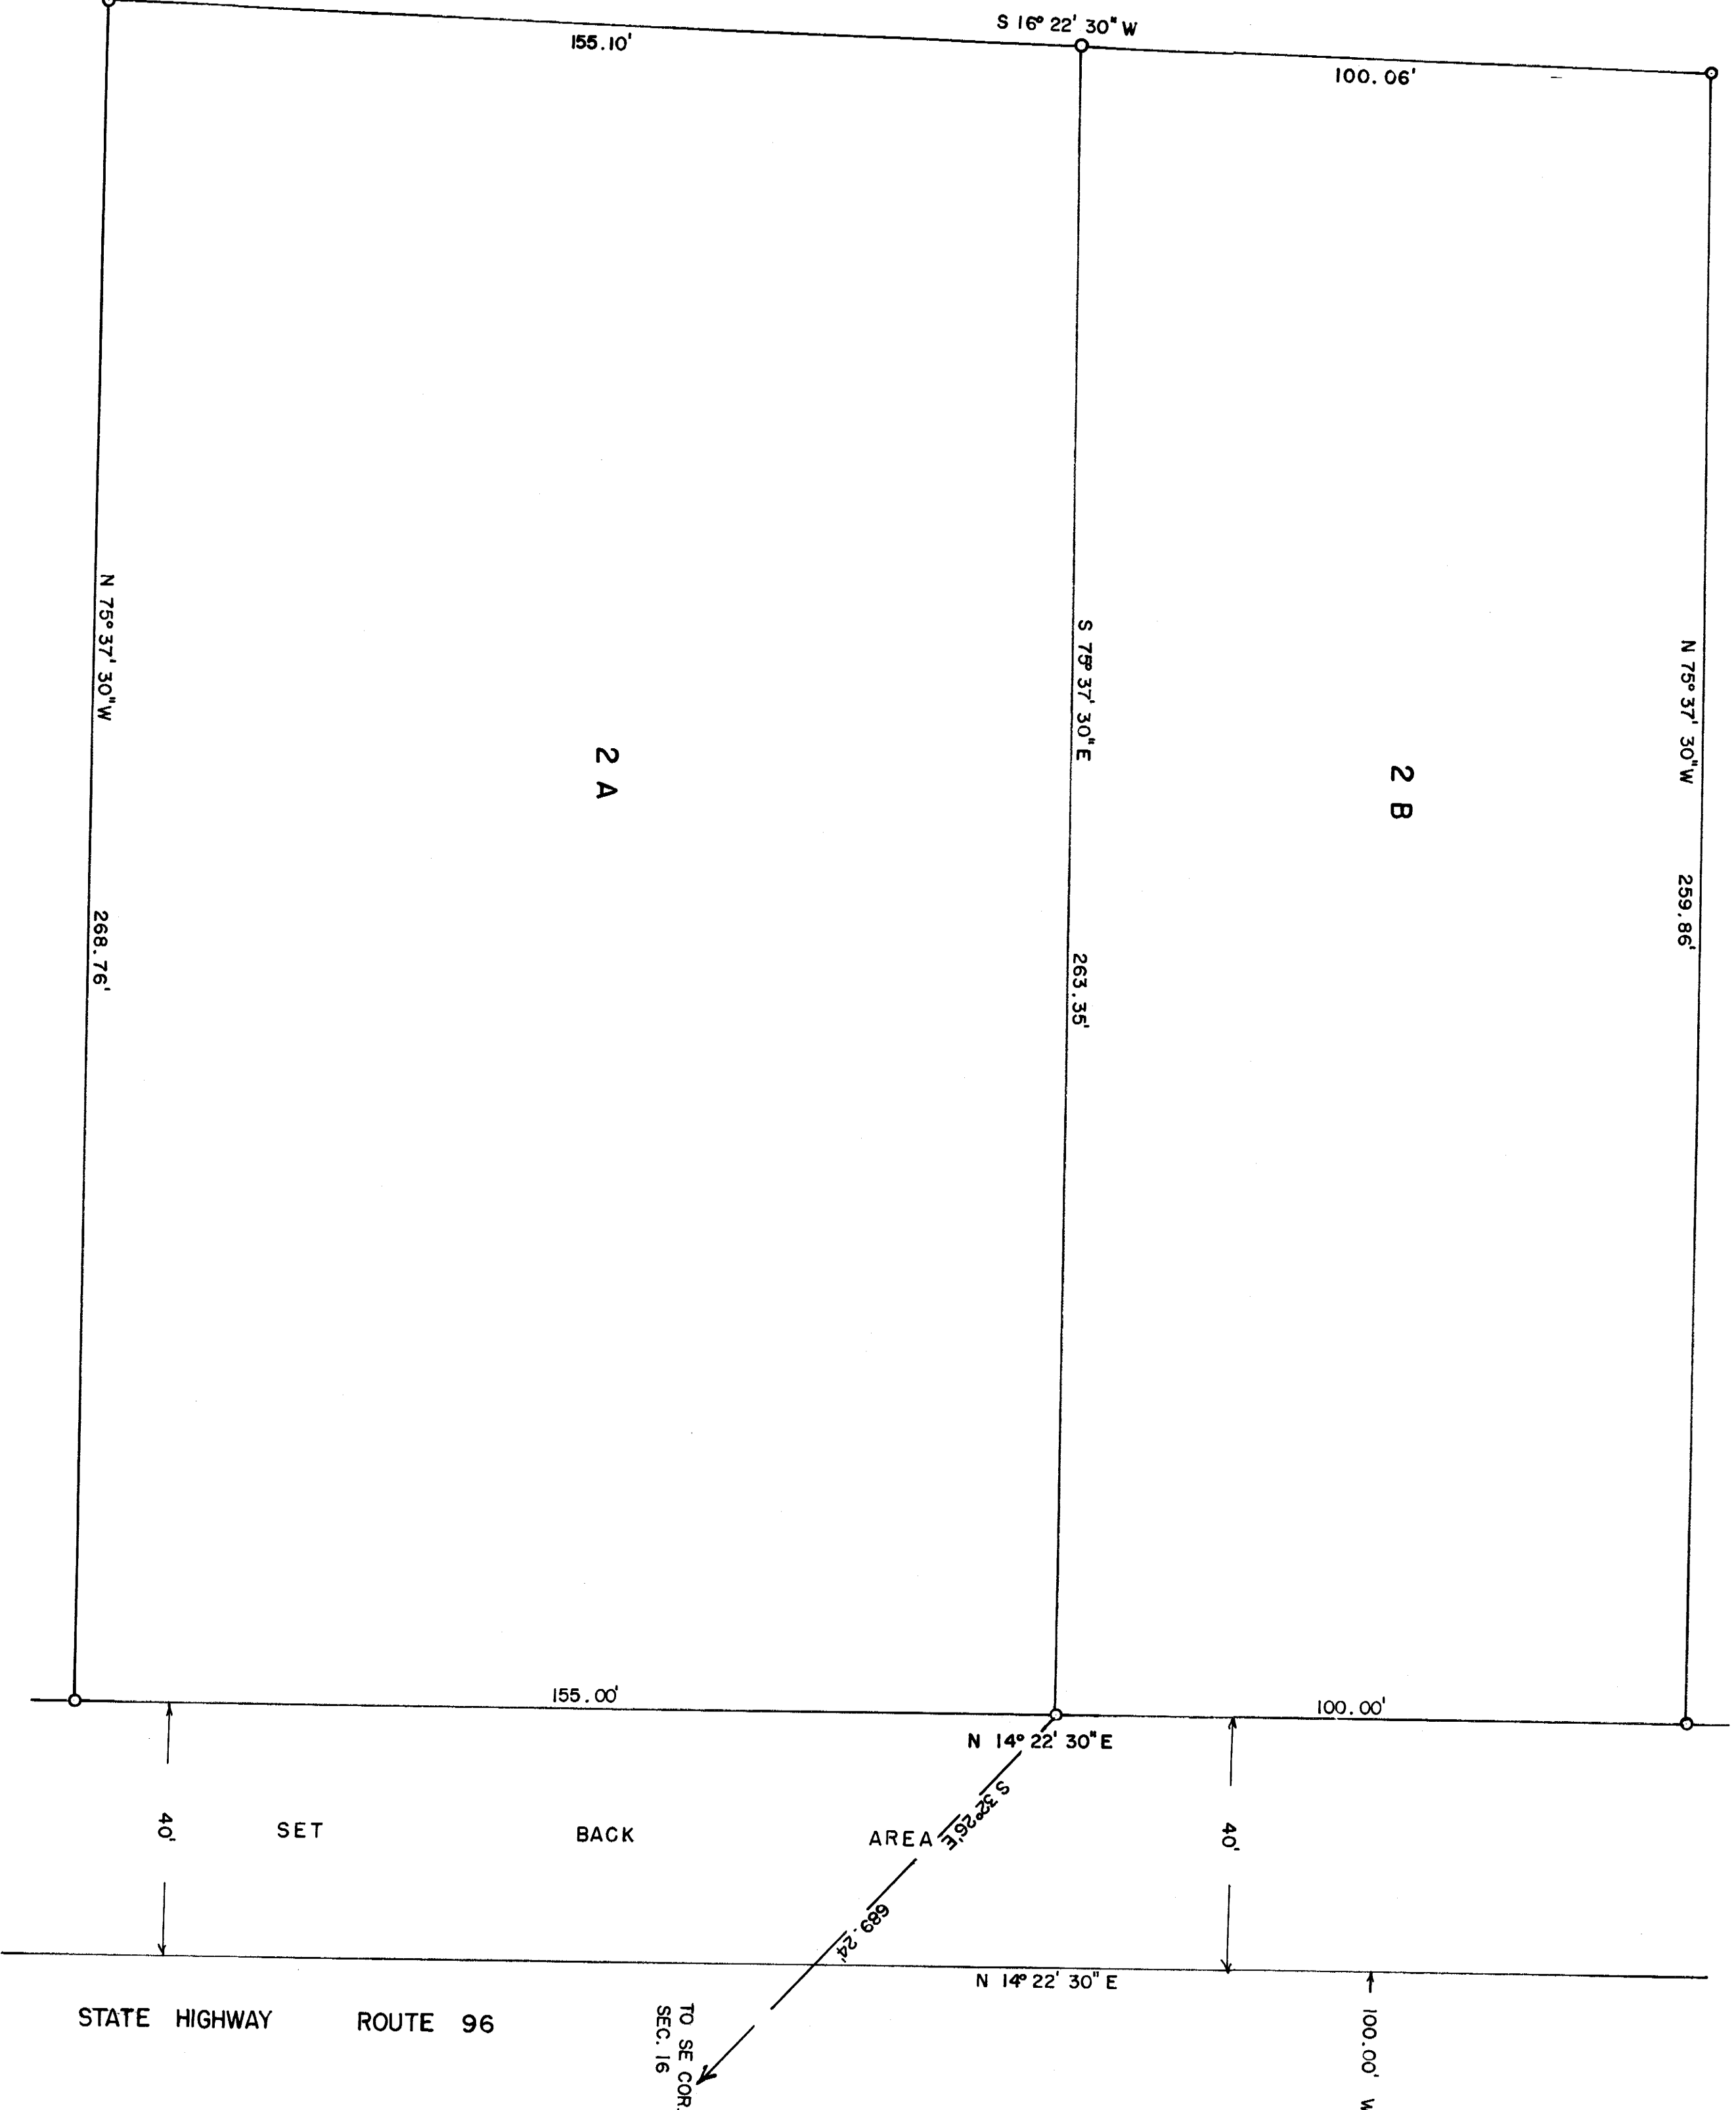 S 16° 22' 30" W
155.10'
100.06'
N 75° 37' 30" W
268.76'
S 75° 37' 30" E
263.35'
N 75° 37' 30" W
259.86'
2 A
2 B
155.00'
100.00'
N 14° 22' 30" E
S 32° 26' E
689.24'
40'
SET BACK AREA
40'
N 14° 22' 30" E
STATE HIGHWAY ROUTE 96
TO SE COR.
SEC. 16
100.00' W